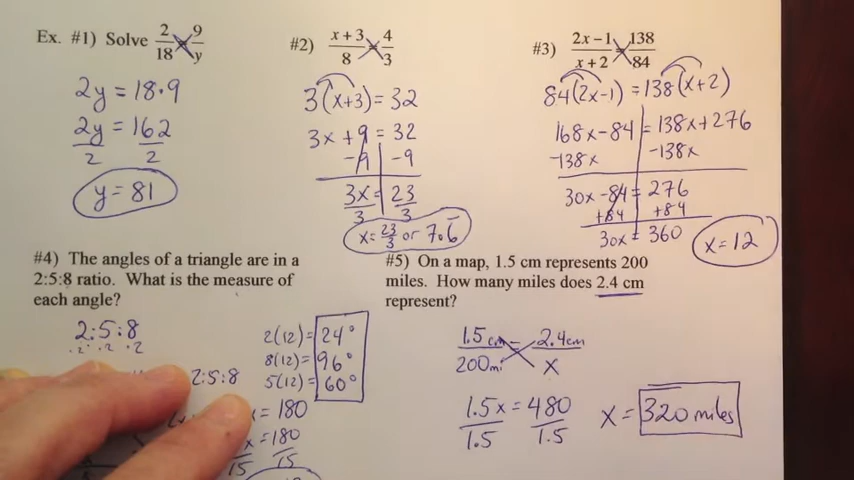 Ex. #1) Solve 2/18 = 9/y
2y = 18·9
2y = 162
2 2
y = 81
#2) x+3/8 = 4/3
3(x+3) = 32
3x + 9 = 32
-9 -9
3x = 23
3 3
x = 23/3 or 7.6̅
#3) 2x−1/x+2 = 138/84
84(2x-1) = 138(x+2)
168x-84 = 138x+276
-138x -138x
30x-84 = 276
+84 +84
30x = 360
x = 12
#4) The angles of a triangle are in a
2:5:8 ratio. What is the measure of
each angle?
2:5:8
·2 ·2 ·2
2:5:8
2(12) = 24°
8(12) = 96°
5(12) = 60°
= 180
x = 180
15 15
#5) On a map, 1.5 cm represents 200
miles. How many miles does 2.4 cm
represent?
1.5cm/200mi = 2.4cm/x
1.5x = 480
1.5 1.5
x = 320 miles